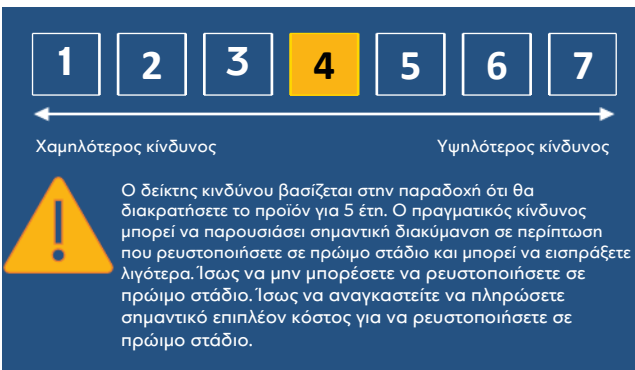 1 2 3 4 5 6 7
Χαμηλότερος κίνδυνος Υψηλότερος κίνδυνος
Ο δείκτης κινδύνου βασίζεται στην παραδοχή ότι θα
διακρατήσετε το προϊόν για 5 έτη. Ο πραγματικός κίνδυνος
μπορεί να παρουσιάσει σημαντική διακύμανση σε περίπτωση
που ρευστοποιήσετε σε πρώιμο στάδιο και μπορεί να εισπράξετε
λιγότερα. Ίσως να μην μπορέσετε να ρευστοποιήσετε σε
πρώιμο στάδιο. Ίσως να αναγκαστείτε να πληρώσετε
σημαντικό επιπλέον κόστος για να ρευστοποιήσετε σε
πρώιμο στάδιο.